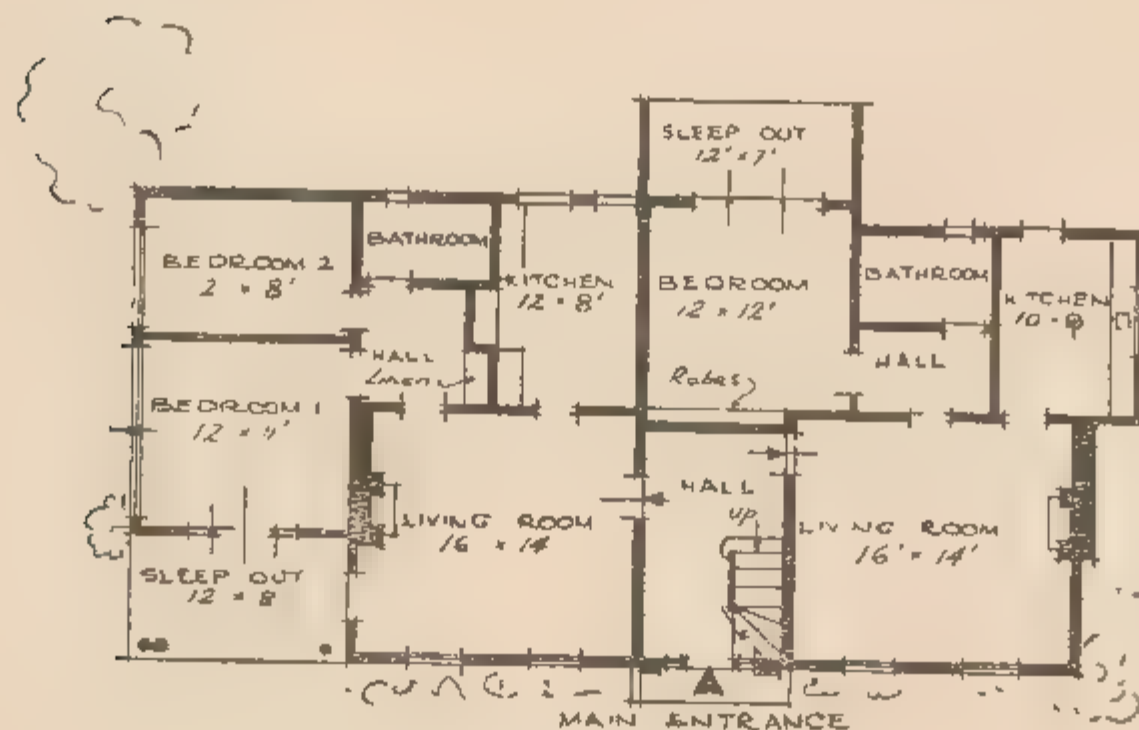 SLEEP OUT
12' × 7'
BEDROOM 2
2 × 8'
BATHROOM
KITCHEN
12 × 8'
HALL
Linen
BEDROOM 1
LIVING ROOM
16 × 14
SLEEP OUT
12 × 8
BEDROOM
12 × 12'
Robes
BATHROOM
HALL
KITCHEN
HALL
up
LIVING ROOM
16' × 14'
MAIN ENTRANCE